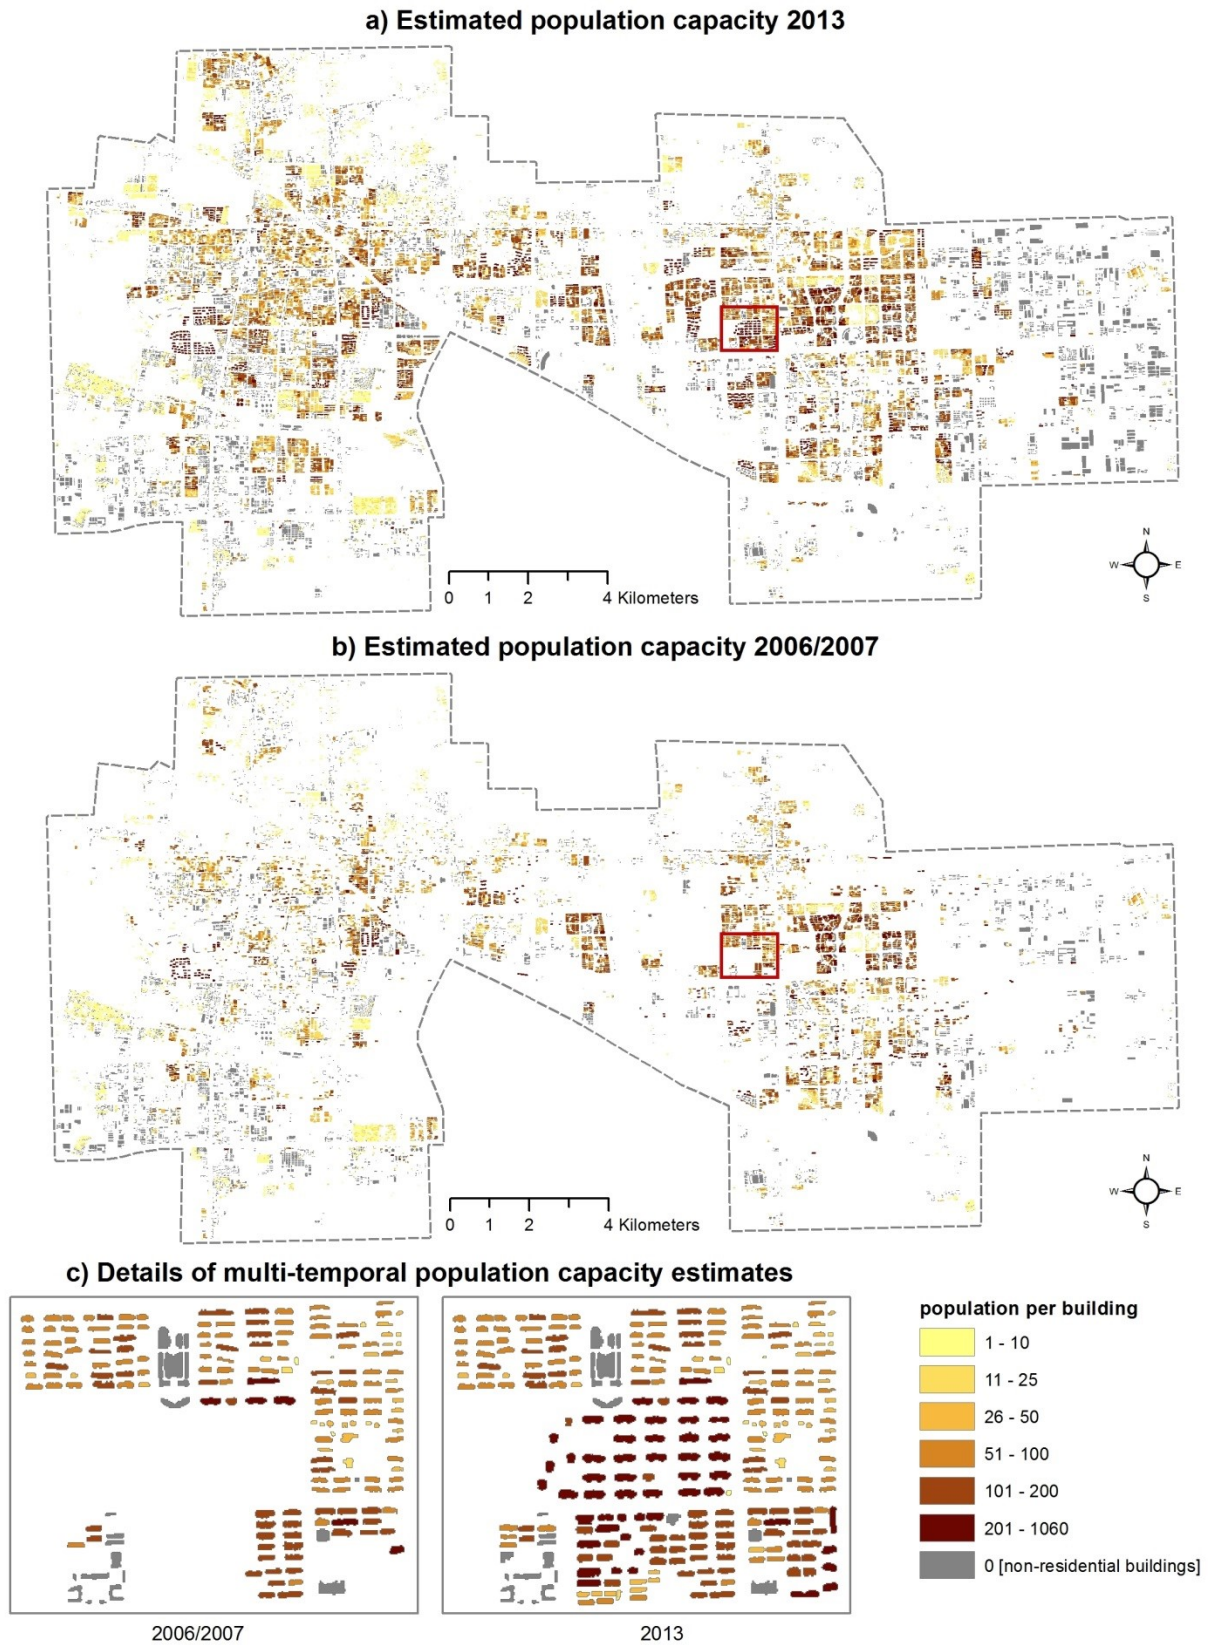 a) Estimated population capacity 2013
N
W E
S
0 1 2 4 Kilometers
b) Estimated population capacity 2006/2007
N
W E
S
0 1 2 4 Kilometers
c) Details of multi-temporal population capacity estimates
population per building
1 - 10
11 - 25
26 - 50
51 - 100
101 - 200
201 - 1060
0 [non-residential buildings]
2006/2007
2013